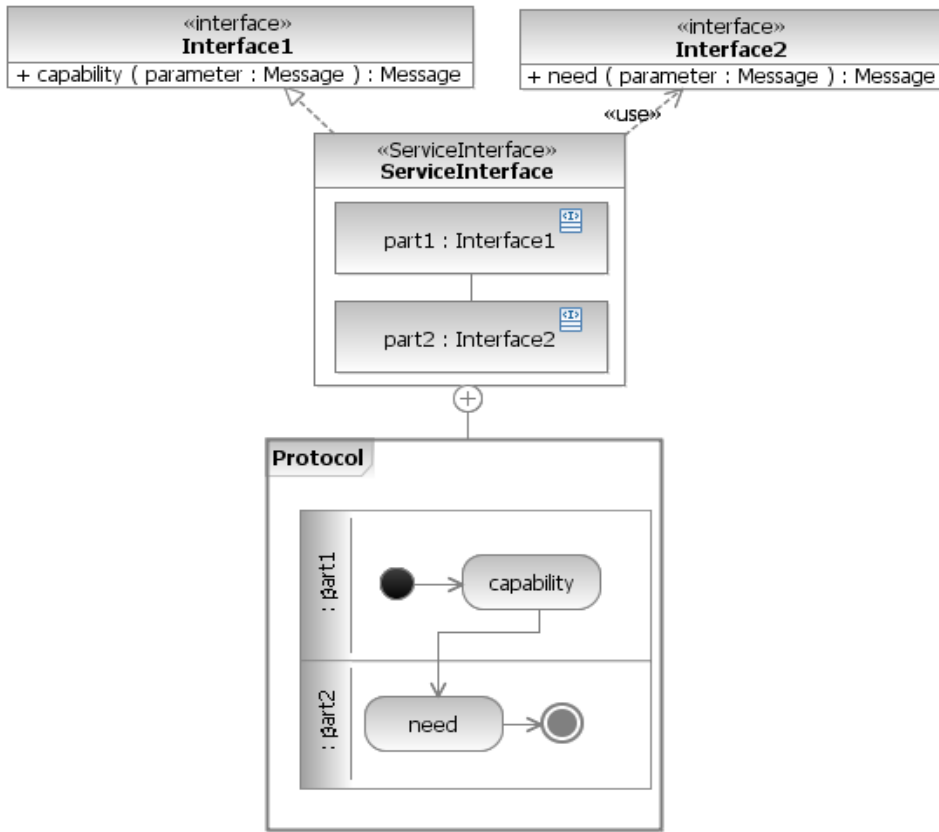 «interface»
Interface1
+ capability ( parameter : Message ) : Message
«interface»
Interface2
+ need ( parameter : Message ) : Message
«use»
«ServiceInterface»
ServiceInterface
<I>
part1 : Interface1
<I>
part2 : Interface2
Protocol
: part1
capability
: part2
need